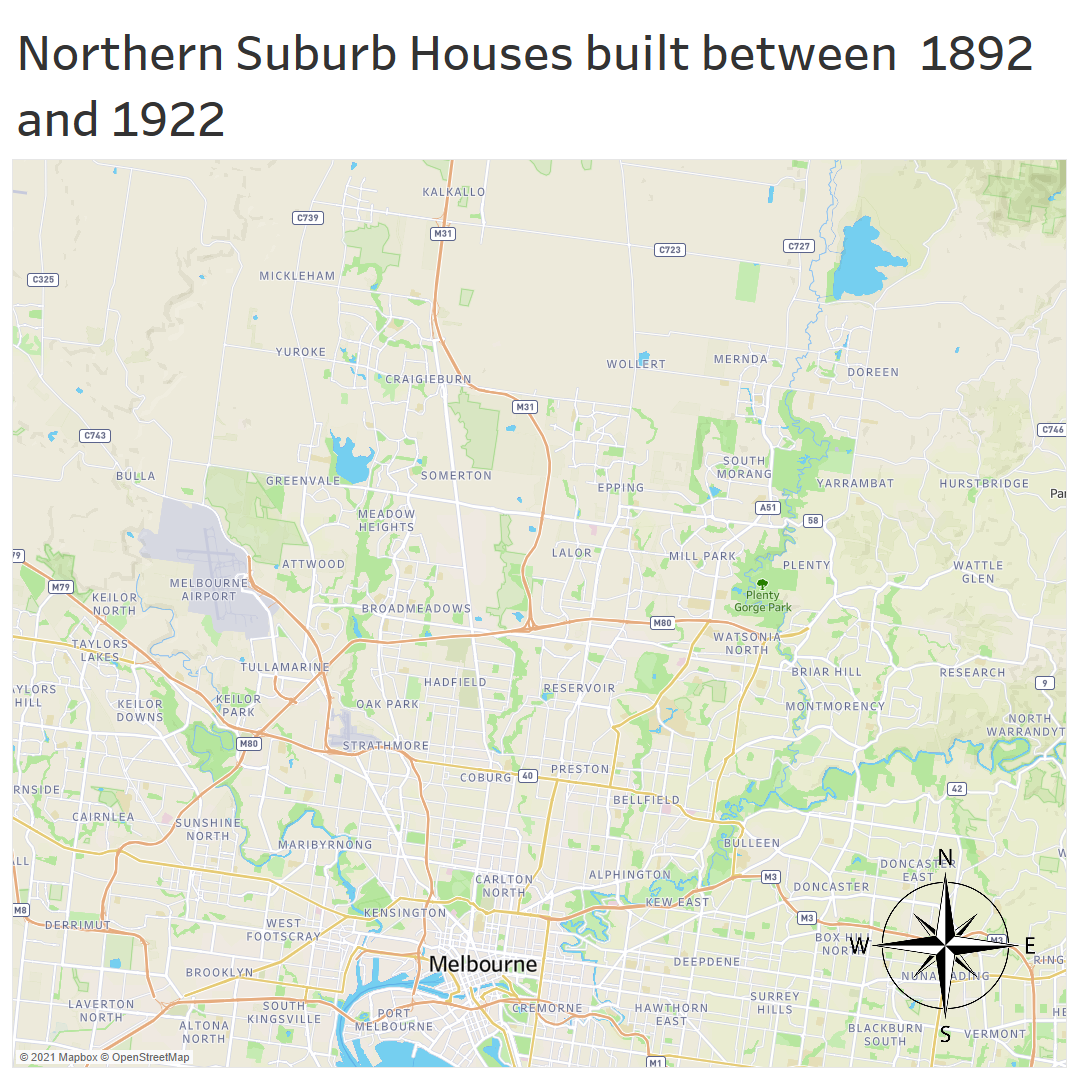 Northern Suburb Houses built between 1892
and 1922
KALKALLO
C739
M31
C723
C727
C325
MICKLEHAM
YUROKE
WOLLERT
MERNDA
DOREEN
CRAIGIEBURN
M31
C743
C746
BULLA
GREENVALE
SOMERTON
EPPING
SOUTH
MORANG
YARRAMBAT
HURSTBRIDGE
Par
MEADOW
HEIGHTS
A51
58
79
LALOR
MILL PARK
PLENTY
WATTLE
GLEN
ATTWOOD
M79
MELBOURNE
AIRPORT
KEILOR
NORTH
Plenty
Gorge Park
BROADMEADOWS
M80
WATSONIA
NORTH
TAYLORS
LAKES
TULLAMARINE
BRIAR HILL
RESEARCH
AYLORS
HILL
HADFIELD
RESERVOIR
9
KEILOR
DOWNS
KEILOR
PARK
OAK PARK
MONTMORENCY
NORTH
WARRANDYT
M80
STRATHMORE
COBURG
40
PRESTON
RNSIDE
BELLFIELD
42
CAIRNLEA
SUNSHINE
NORTH
MARIBYRNONG
BULLEEN
ALL
N
DONCASTER
EAST
W
CARLTON
NORTH
ALPHINGTON
M3
DONCASTER
M8
KENSINGTON
KEW EAST
M3
DERRIMUT
WEST
FOOTSCRAY
BOX HILL
NORTH
W
M3
E
Melbourne
DEEPDENE
RING
BROOKLYN
NUNAWADING
LAVERTON
NORTH
SOUTH
KINGSVILLE
PORT
MELBOURNE
CREMORNE
HAWTHORN
EAST
SURREY
HILLS
HE
ALTONA
NORTH
BLACKBURN
SOUTH
S
VERMONT
© 2021 Mapbox © OpenStreetMap
M1